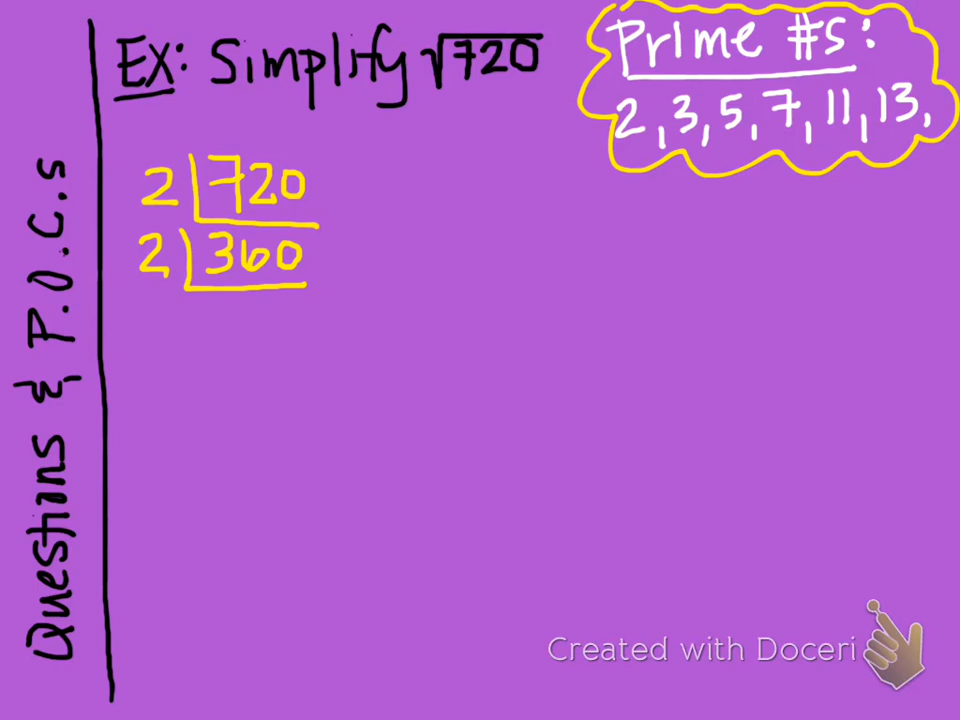 EX: Simplify √720
Prime #s:
2, 3, 5, 7, 11, 13,
2 720
2 360
Questions & P.O.C.s
Created with Doceri